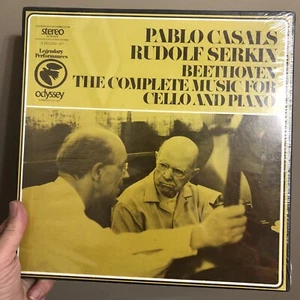 stereo
Legendary
Performances
odyssey
PABLO CASALS
RUDOLF SERKIN
BEETHOVEN
THE COMPLETE MUSIC FOR
CELLO AND PIANO